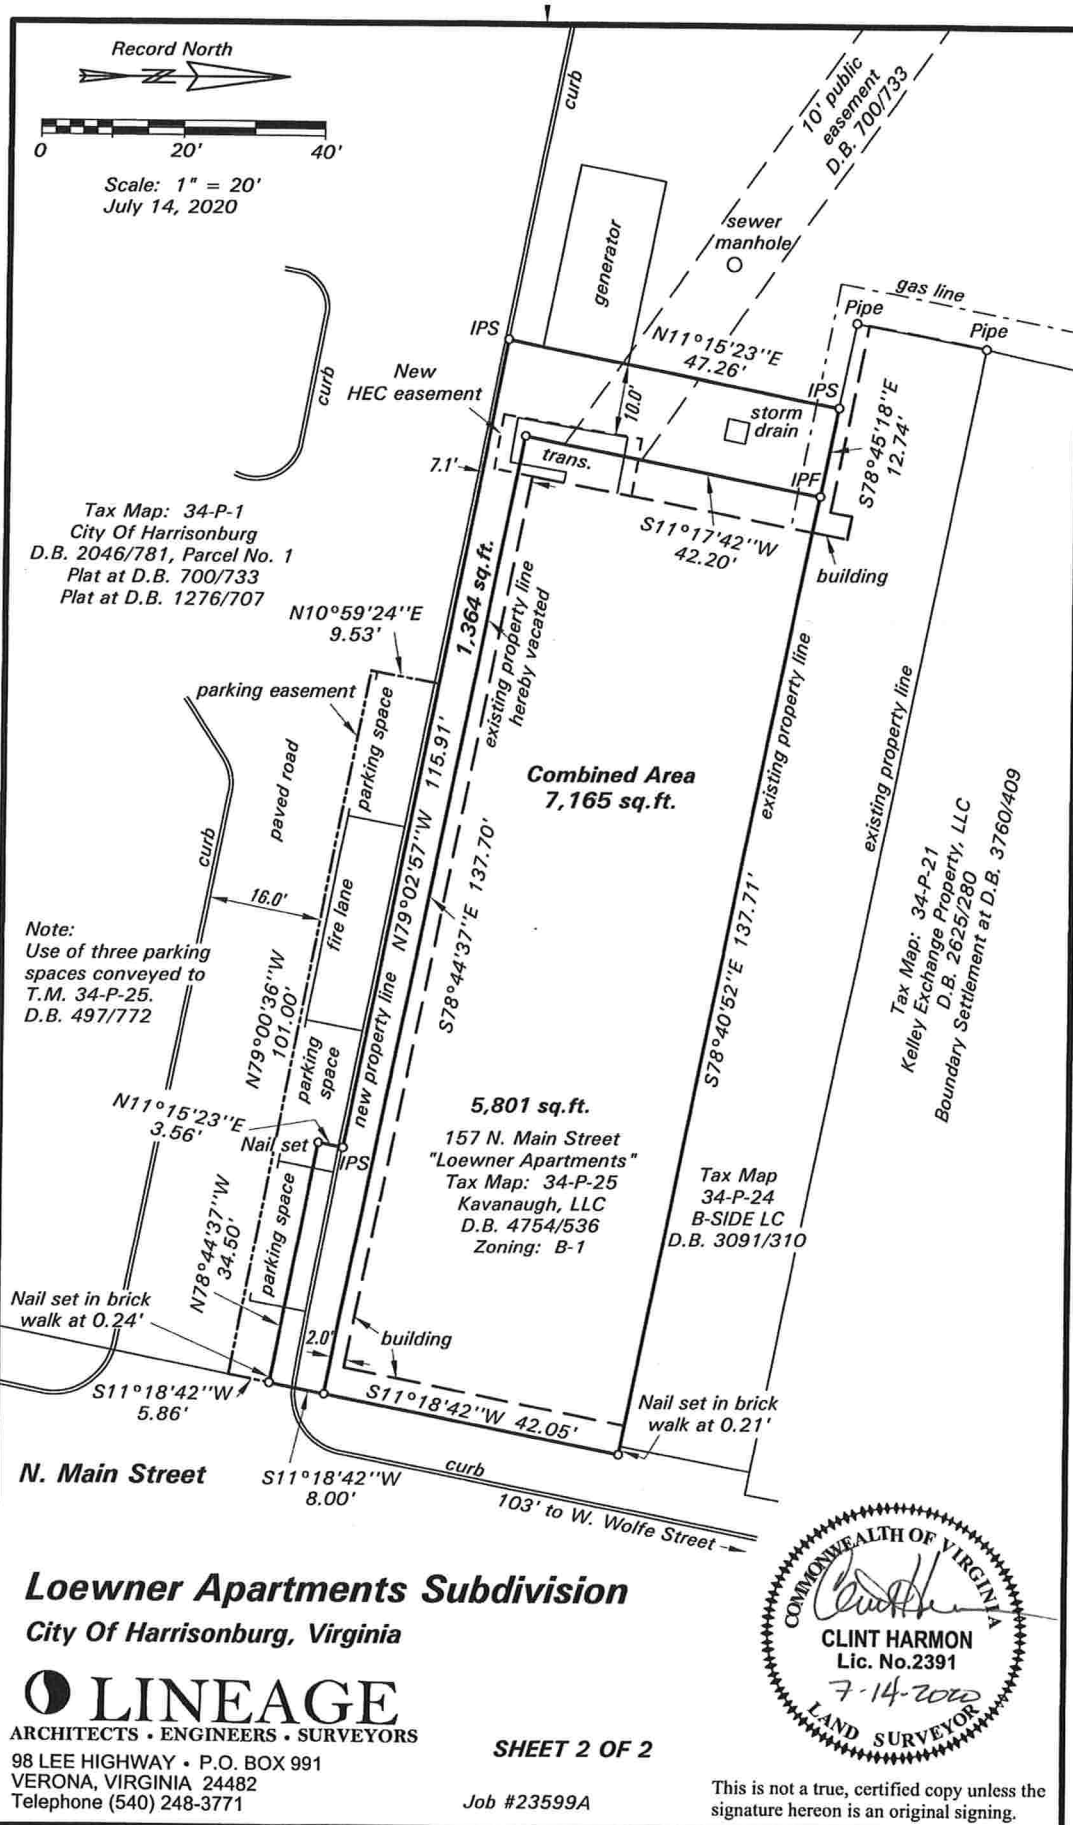 Record North
0 20' 40'
Scale: 1" = 20'
July 14, 2020
curb
10' public
easement
D.B. 700/733
sewer
manhole
generator
gas line
Pipe
Pipe
IPS
N11°15'23''E
47.26'
IPS
New
HEC easement
10.0'
storm
drain
S78°45'18''E
12.74'
curb
7.1'
trans.
IPF
S11°17'42''W
42.20'
building
Tax Map: 34-P-1
City Of Harrisonburg
D.B. 2046/781, Parcel No. 1
Plat at D.B. 700/733
Plat at D.B. 1276/707
1,364 sq.ft.
existing property line
hereby vacated
N10°59'24''E
9.53'
parking easement
parking space
existing property line
existing property line
paved road
curb
Combined Area
7,165 sq.ft.
N79°02'57''W 115.91'
S78°44'37''E 137.70'
S78°40'52''E 137.71'
Tax Map: 34-P-21
Kelley Exchange Property, LLC
D.B. 2625/280
Boundary Settlement at D.B. 3760/409
16.0'
fire lane
Note:
Use of three parking
spaces conveyed to
T.M. 34-P-25.
D.B. 497/772
N79°00'36''W
101.00'
new property line
parking
space
N11°15'23''E
3.56'
Nail set
IPS
5,801 sq.ft.
157 N. Main Street
"Loewner Apartments"
Tax Map: 34-P-25
Kavanaugh, LLC
D.B. 4754/536
Zoning: B-1
Tax Map
34-P-24
B-SIDE LC
D.B. 3091/310
N78°44'37''W
34.50'
parking space
Nail set in brick
walk at 0.24'
2.0'
building
S11°18'42''W
5.86'
S11°18'42''W 42.05'
Nail set in brick
walk at 0.21'
N. Main Street
S11°18'42''W
8.00'
curb
103' to W. Wolfe Street
Loewner Apartments Subdivision
City Of Harrisonburg, Virginia
LINEAGE
ARCHITECTS • ENGINEERS • SURVEYORS
98 LEE HIGHWAY • P.O. BOX 991
VERONA, VIRGINIA 24482
Telephone (540) 248-3771
SHEET 2 OF 2
Job #23599A
COMMONWEALTH OF VIRGINIA
CLINT HARMON
Lic. No.2391
7-14-2020
LAND SURVEYOR
This is not a true, certified copy unless the
signature hereon is an original signing.